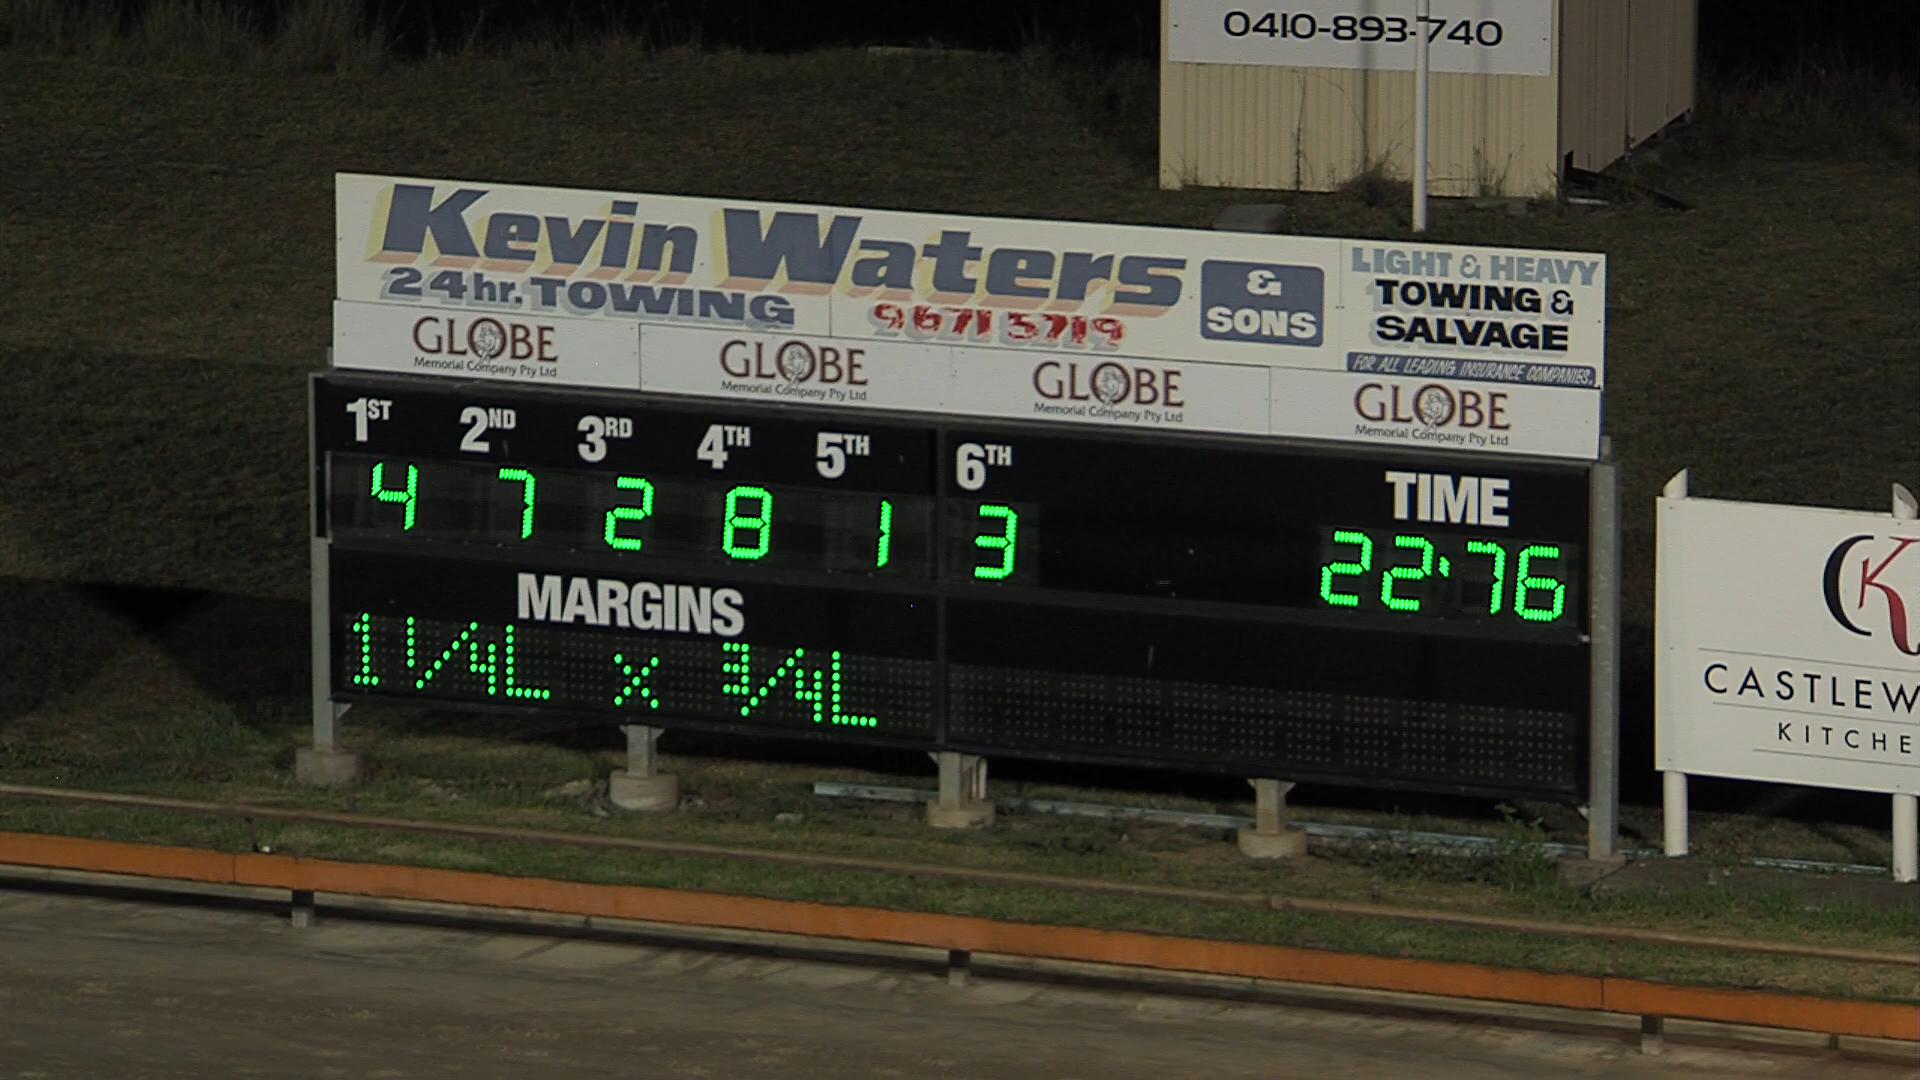 0410-893-740
Kevin Waters & SONS
24hr. TOWING
9671 3719
LIGHT & HEAVY
TOWING &
SALVAGE
FOR ALL LEADING INSURANCE COMPANIES.
GLOBE GLOBE GLOBE GLOBE
Memorial Company Pty Ltd Memorial Company Pty Ltd Memorial Company Pty Ltd Memorial Company Pty Ltd
1ST 2ND 3RD 4TH 5TH 6TH TIME
4 7 2 8 1 3 22.76
MARGINS
1 1/4L x 3/4L
CK
CASTLEW
KITCHE